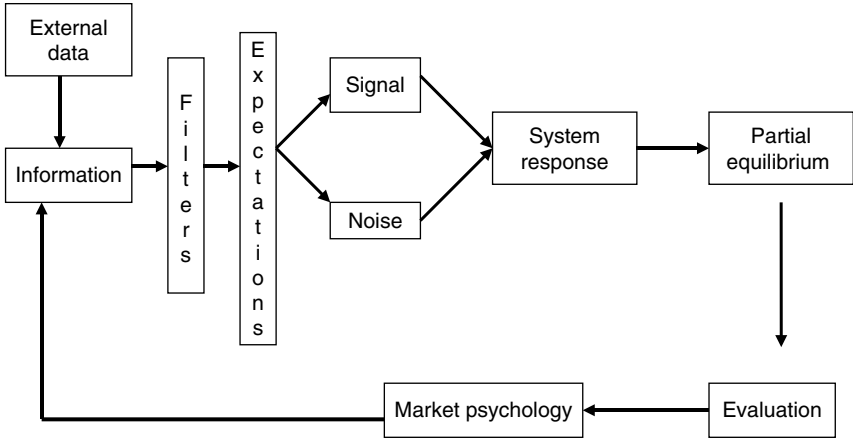 External
data
Information
Filters
Expectations
Signal
Noise
System
response
Partial
equilibrium
Evaluation
Market psychology